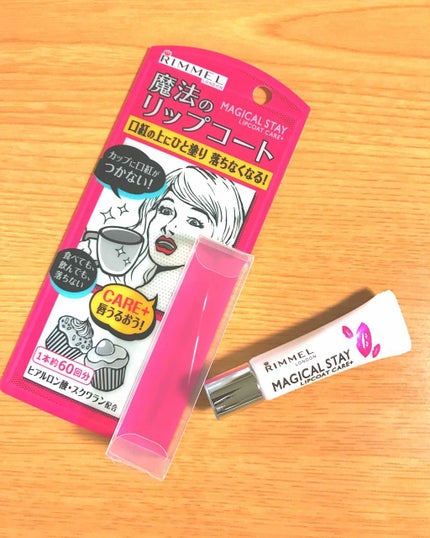 RIMMEL
LONDON
魔法の
リップコート
MAGICAL STAY
LIPCOAT CARE+
口紅の上にひと塗り 落ちなくなる!
カップに口紅が
つかない!
食べても、
飲んでも、
落ちない
CARE+
唇うるおう!
1本約60回分
ヒアルロン酸・スクワラン配合
RIMMEL
LONDON
MAGICAL STAY
LIPCOAT CARE+